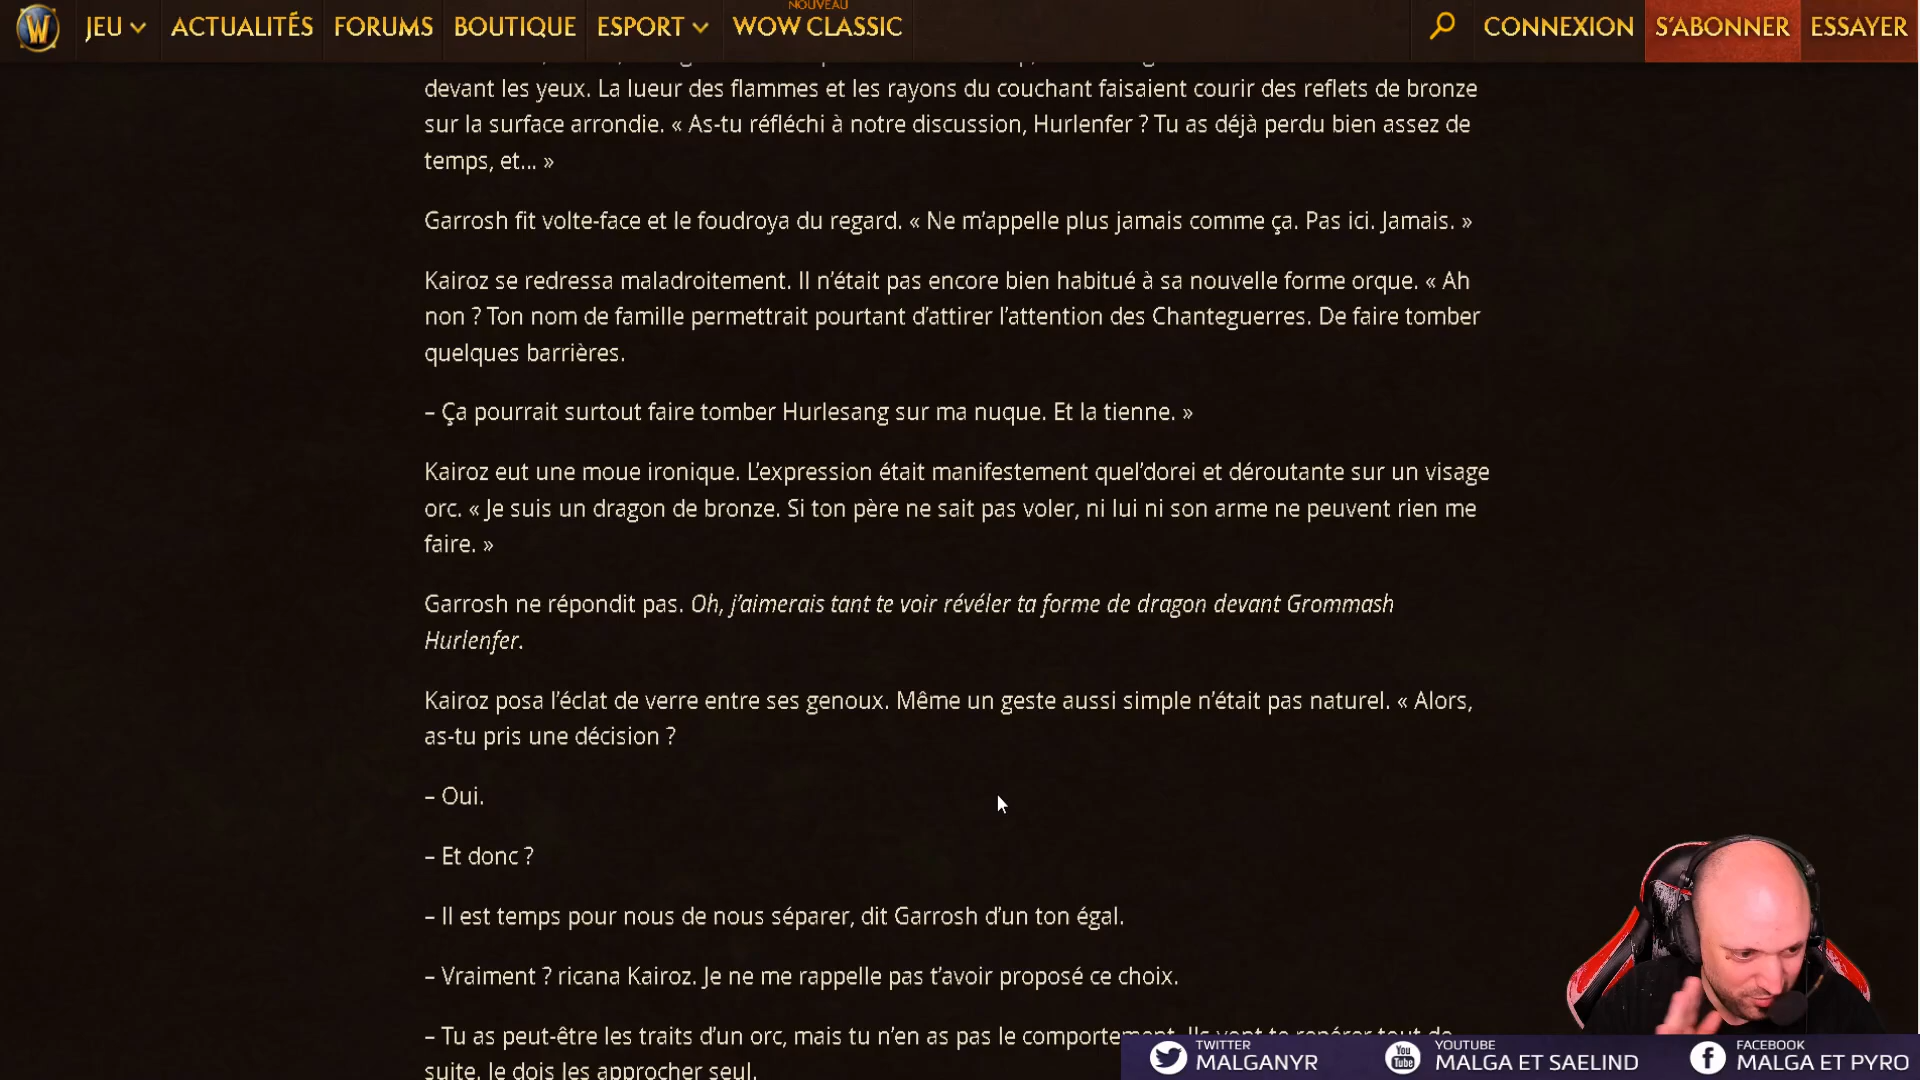 NOUVEAU
JEU ACTUALITÉS FORUMS BOUTIQUE ESPORT WOW CLASSIC CONNEXION S'ABONNER ESSAYER
devant les yeux. La lueur des flammes et les rayons du couchant faisaient courir des reflets de bronze
sur la surface arrondie. « As-tu réfléchi à notre discussion, Hurlenfer ? Tu as déjà perdu bien assez de
temps, et... »
Garrosh fit volte-face et le foudroya du regard. « Ne m'appelle plus jamais comme ça. Pas ici. Jamais. »
Kairoz se redressa maladroitement. Il n'était pas encore bien habitué à sa nouvelle forme orque. « Ah
non ? Ton nom de famille permettrait pourtant d'attirer l'attention des Chanteguerres. De faire tomber
quelques barrières.
– Ça pourrait surtout faire tomber Hurlesang sur ma nuque. Et la tienne. »
Kairoz eut une moue ironique. L'expression était manifestement quel'dorei et déroutante sur un visage
orc. « Je suis un dragon de bronze. Si ton père ne sait pas voler, ni lui ni son arme ne peuvent rien me
faire. »
Garrosh ne répondit pas. Oh, j'aimerais tant te voir révéler ta forme de dragon devant Grommash
Hurlenfer.
Kairoz posa l'éclat de verre entre ses genoux. Même un geste aussi simple n'était pas naturel. « Alors,
as-tu pris une décision ?
– Oui.
– Et donc ?
– Il est temps pour nous de nous séparer, dit Garrosh d'un ton égal.
– Vraiment ? ricana Kairoz. Je ne me rappelle pas t'avoir proposé ce choix.
– Tu as peut-être les traits d'un orc, mais tu n'en as pas le comportement. Ils vont te repérer tout de
suite. Je dois les approcher seul.
TWITTER
MALGANYR
You Tube
YOUTUBE
MALGA ET SAELIND
FACEBOOK
MALGA ET PYRO